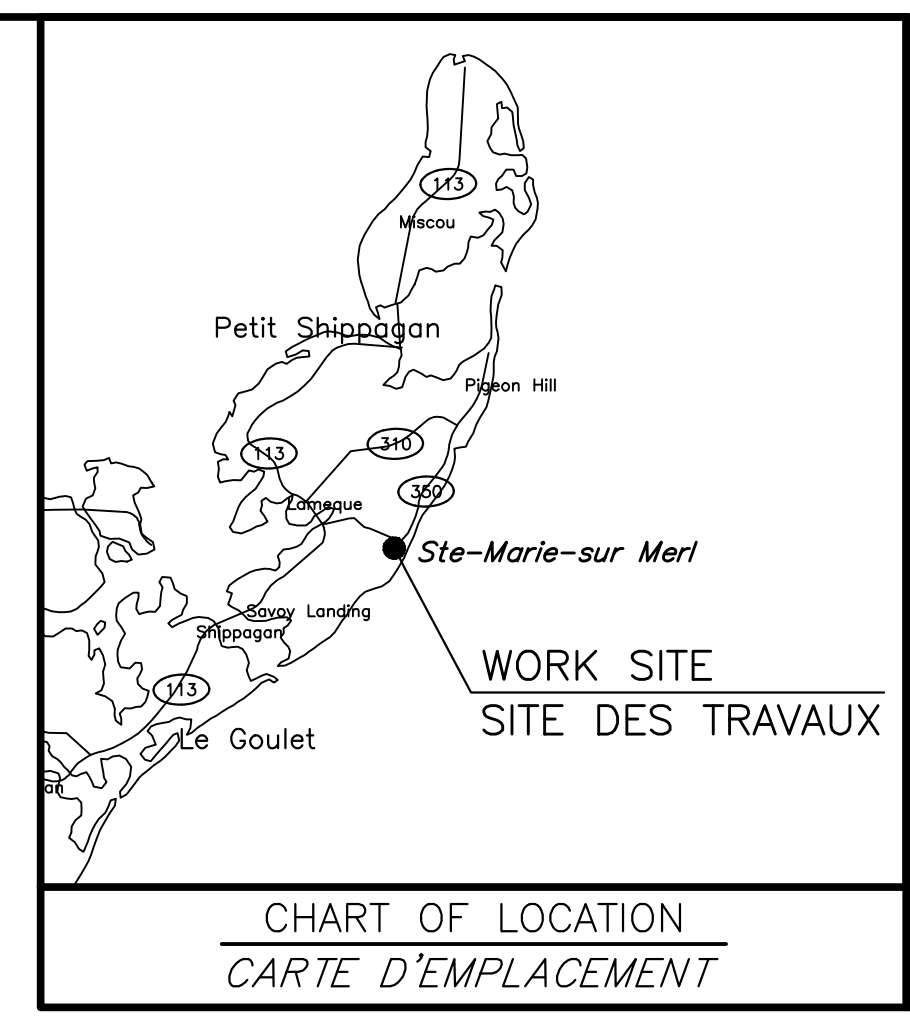 113
Miscou
Petit Shippagan
Pigeon Hill
310
113
350
Lameque
Ste-Marie-sur Merl
Savoy Landing
Shippagan
WORK SITE
113
SITE DES TRAVAUX
Le Goulet
an
CHART OF LOCATION
CARTE D'EMPLACEMENT